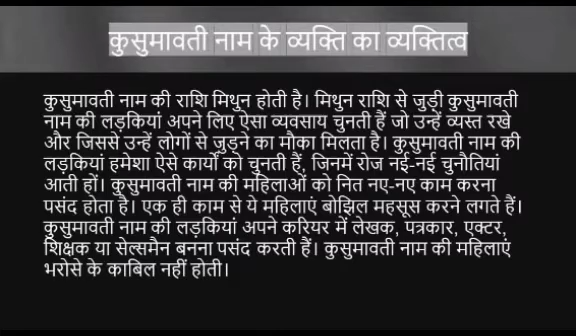 कुसुमावती नाम के व्यक्ति का व्यक्तित्व
कुसुमावती नाम की राशि मिथुन होती है। मिथुन राशि से जुड़ी कुसुमावती
नाम की लड़कियां अपने लिए ऐसा व्यवसाय चुनती हैं जो उन्हें व्यस्त रखे
और जिससे उन्हें लोगों से जुड़ने का मौका मिलता है। कुसुमावती नाम की
लड़कियां हमेशा ऐसे कार्यों को चुनती हैं, जिनमें रोज नई-नई चुनौतियां
आती हों। कुसुमावती नाम की महिलाओं को नित नए-नए काम करना
पसंद होता है। एक ही काम से ये महिलाएं बोझिल महसूस करने लगते हैं।
कुसुमावती नाम की लड़कियां अपने करियर में लेखक, पत्रकार, एक्टर,
शिक्षक या सेल्समैन बनना पसंद करती हैं। कुसुमावती नाम की महिलाएं
भरोसे के काबिल नहीं होती।